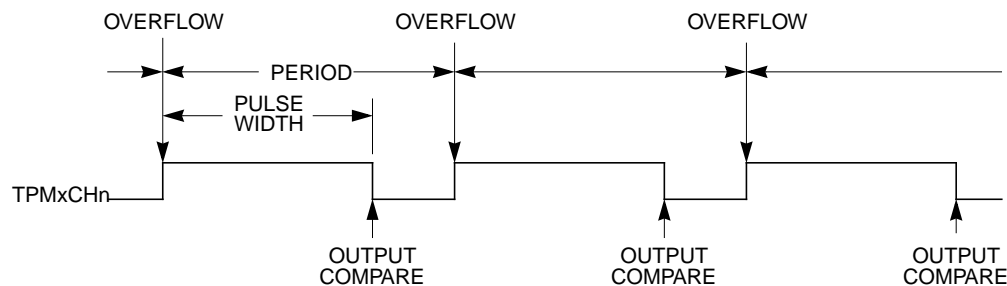 OVERFLOW
OVERFLOW
OVERFLOW
PERIOD
PULSE
WIDTH
TPMxCHn
OUTPUT
COMPARE
OUTPUT
COMPARE
OUTPUT
COMPARE